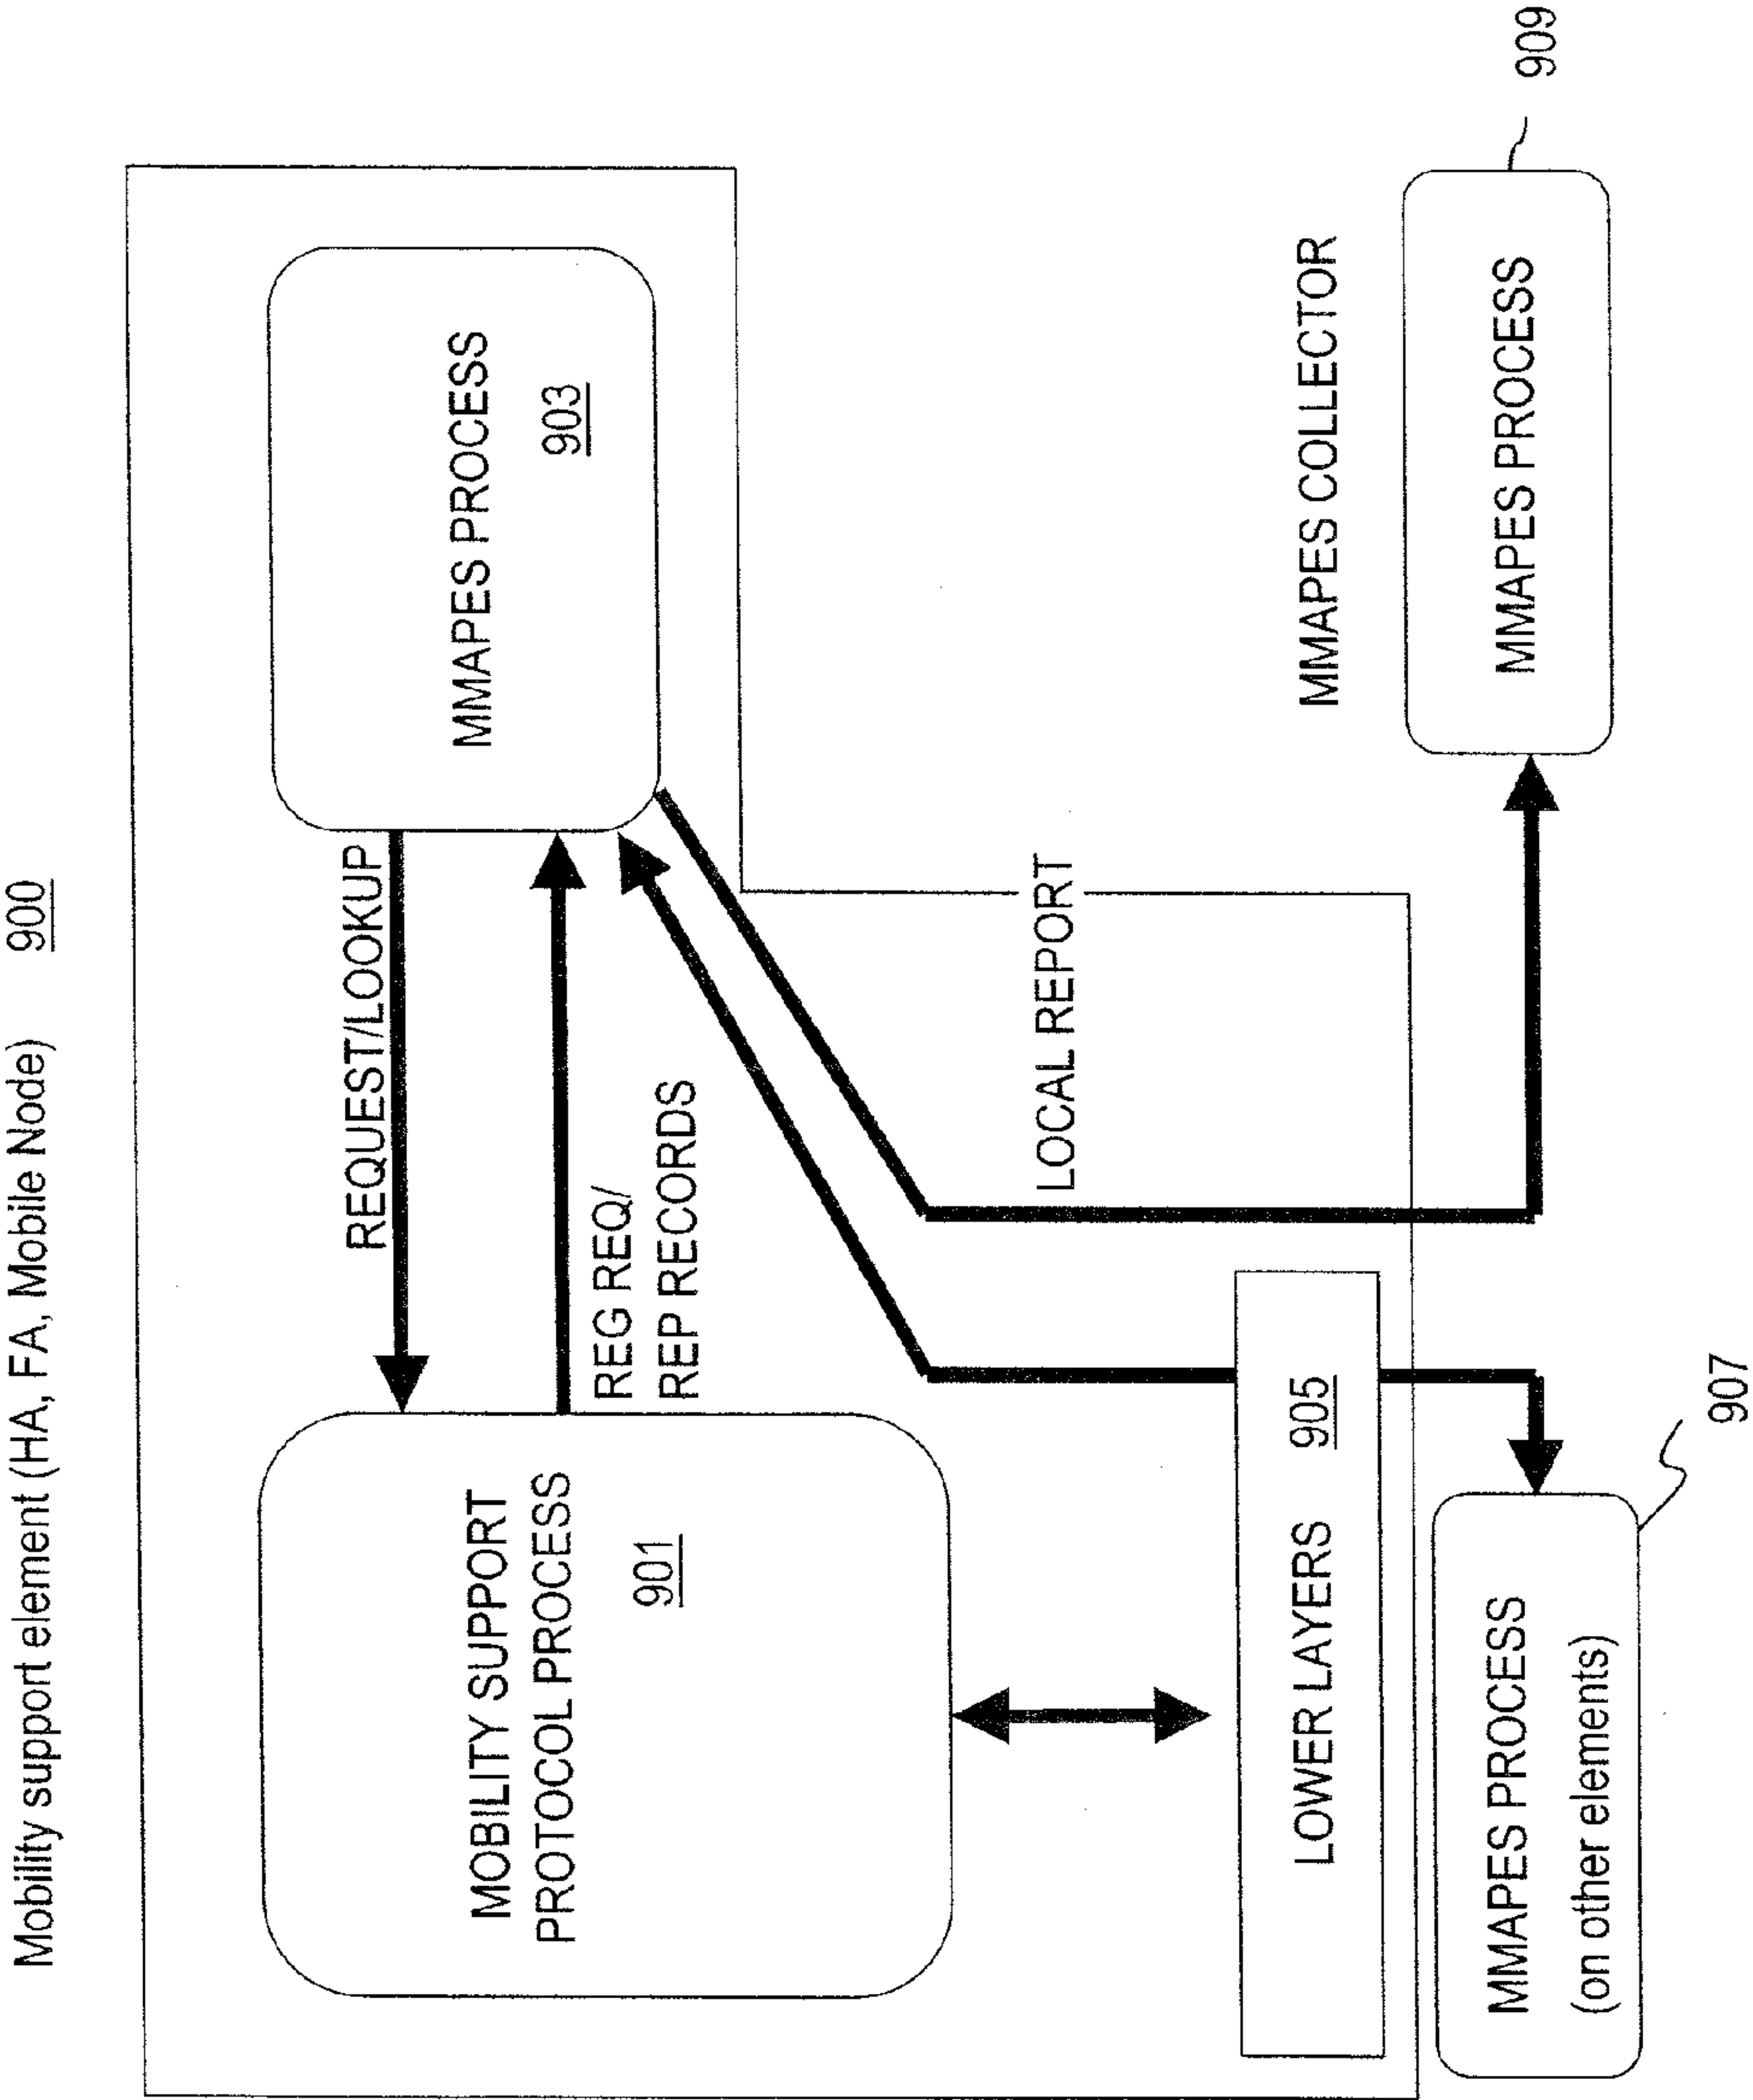 Mobility support element (HA, FA, Mobile Node) 900
REQUEST/LOOKUP
MOBILITY SUPPORT
PROTOCOL PROCESS
901
MMAPES PROCESS
903
REG REQ/
REP RECORDS
LOCAL REPORT
LOWER LAYERS 905
MMAPES COLLECTOR
MMAPES PROCESS
(on other elements)
907
MMAPES PROCESS
909